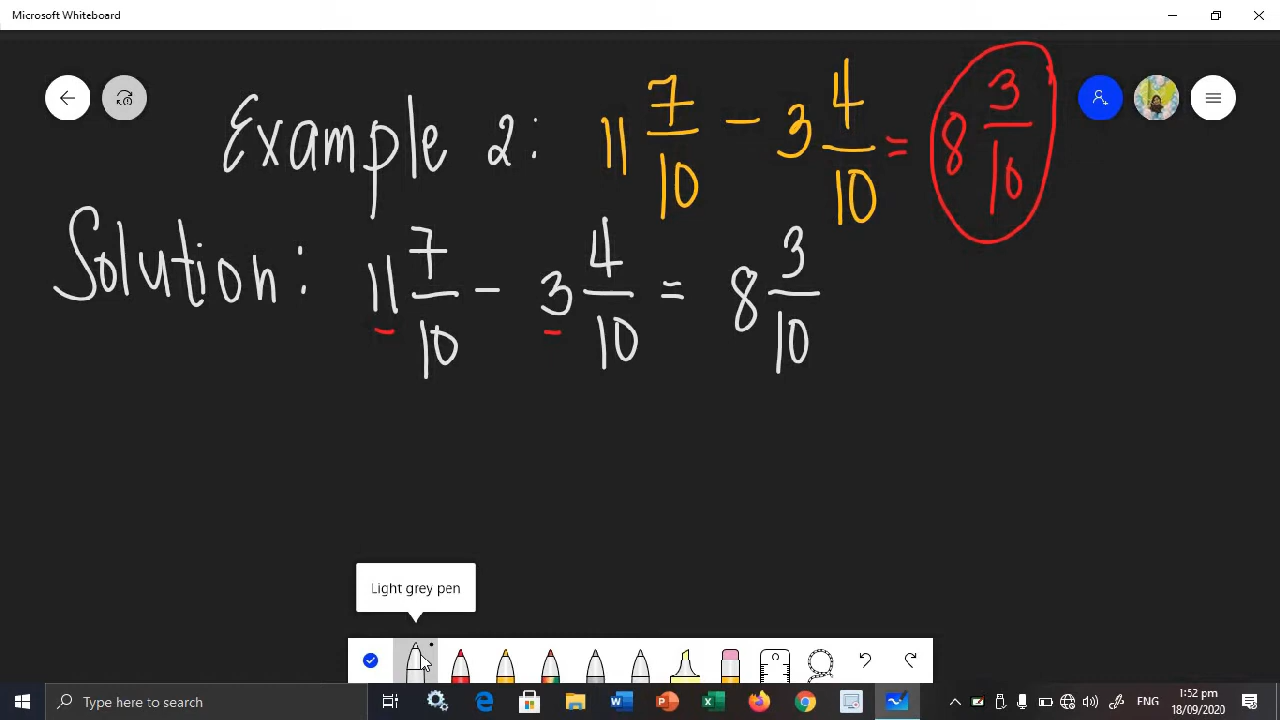 Microsoft Whiteboard
Example 2: 11 7/10 - 3 4/10 = 8 3/10
Solution: 11 7/10 - 3 4/10 = 8 3/10
Light grey pen
Type here to search
ENG
1:52 pm
18/09/2020